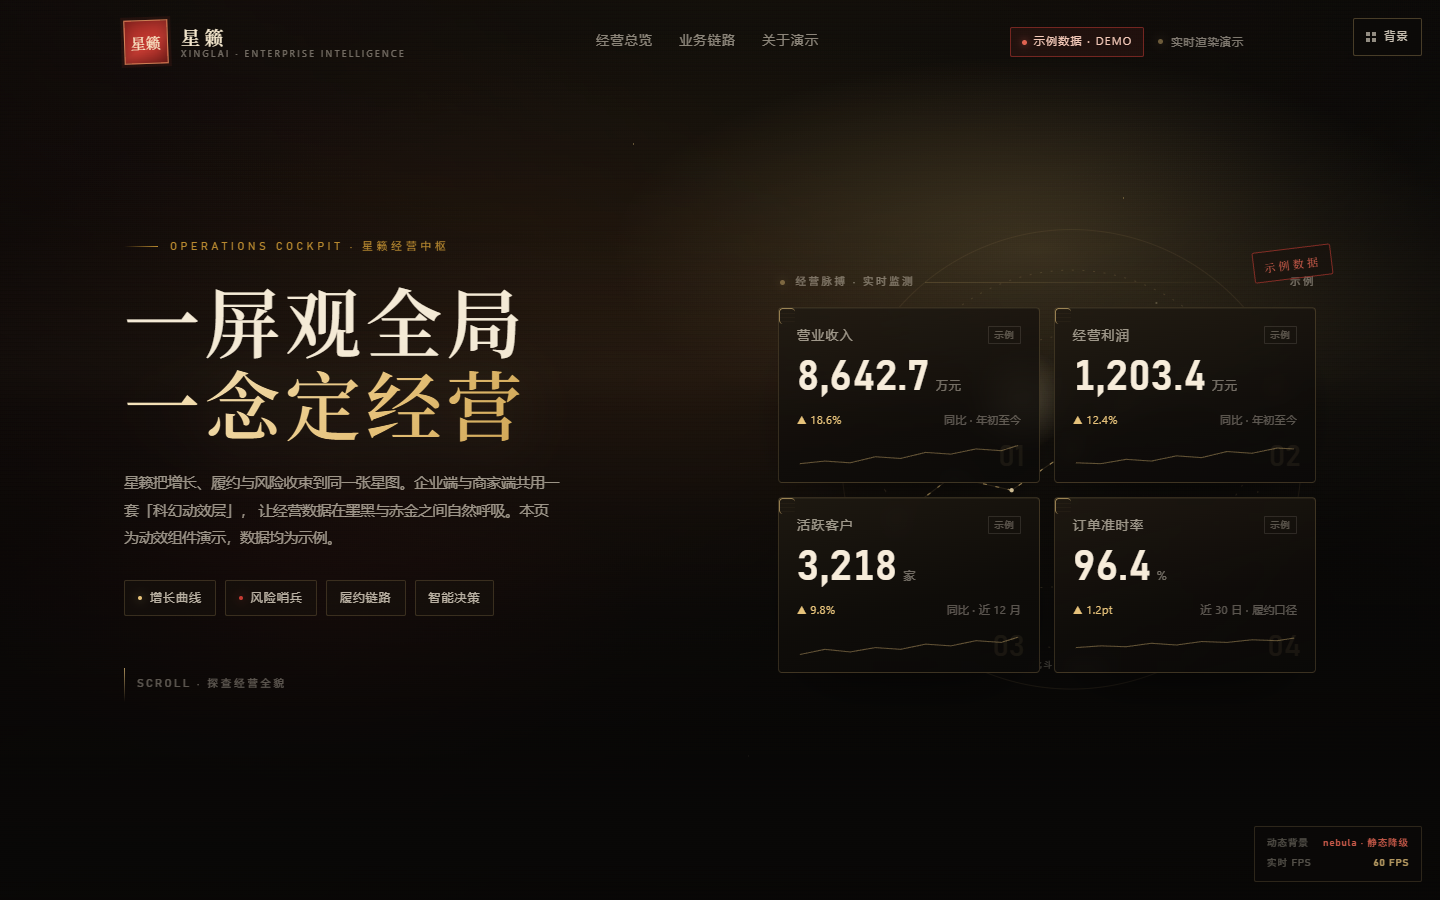 星籁
星籁
XINGLAI · ENTERPRISE INTELLIGENCE
经营总览
业务链路
关于演示
示例数据 · DEMO
实时渲染演示
背景
OPERATIONS COCKPIT · 星籁经营中枢
一屏观全局
一念定经营
星籁把增长、履约与风险收束到同一张星图。企业端与商家端共用一
套「科幻动效层」，让经营数据在墨黑与赤金之间自然呼吸。本页
为动效组件演示，数据均为示例。
增长曲线
风险哨兵
履约链路
智能决策
SCROLL · 探查经营全貌
经营脉搏 · 实时监测
示例数据
示例
营业收入
示例
8,642.7 万元
▲ 18.6%
同比 · 年初至今
01
经营利润
示例
1,203.4 万元
▲ 12.4%
同比 · 年初至今
02
活跃客户
示例
3,218 家
▲ 9.8%
同比 · 近 12 月
03
订单准时率
示例
96.4 %
▲ 1.2pt
近 30 日 · 履约口径
04
斗
动态背景
nebula · 静态降级
实时 FPS
60 FPS